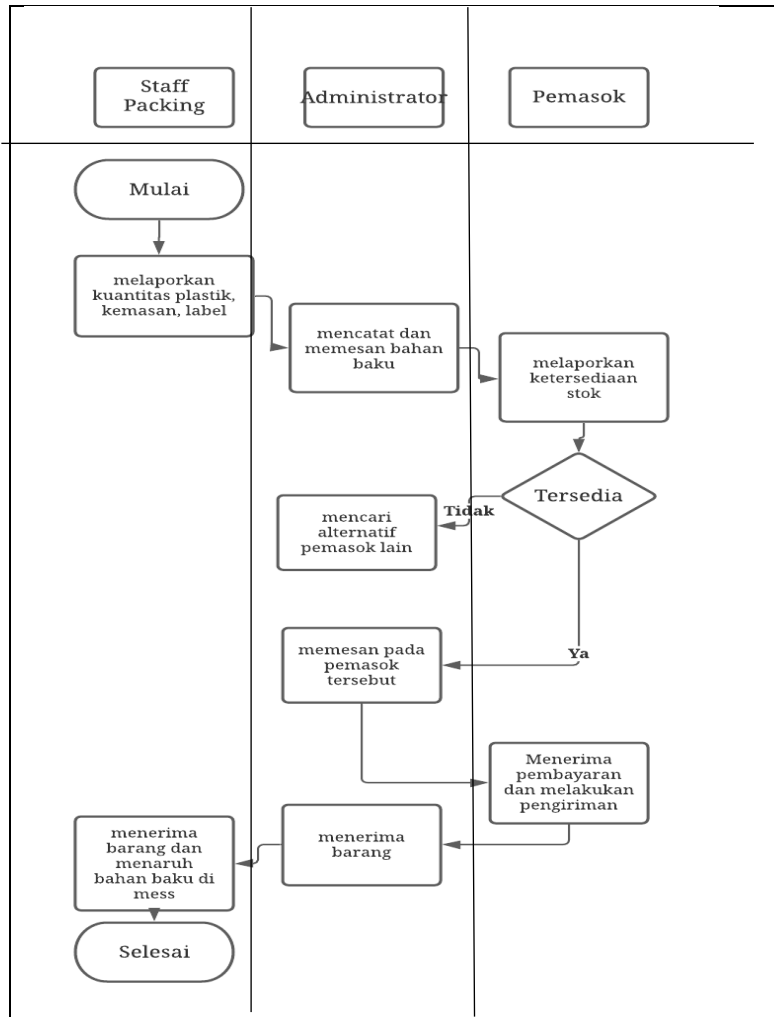 Staff
Packing
Administrator
Pemasok
Mulai
melaporkan
kuantitas plastik,
kemasan, label
mencatat dan
memesan bahan
baku
melaporkan
ketersediaan
stok
Tersedia
Tidak
mencari
alternatif
pemasok lain
Ya
memesan pada
pemasok
tersebut
Menerima
pembayaran
dan melakukan
pengiriman
menerima
barang
menerima
barang dan
menaruh
bahan baku di
mess
Selesai